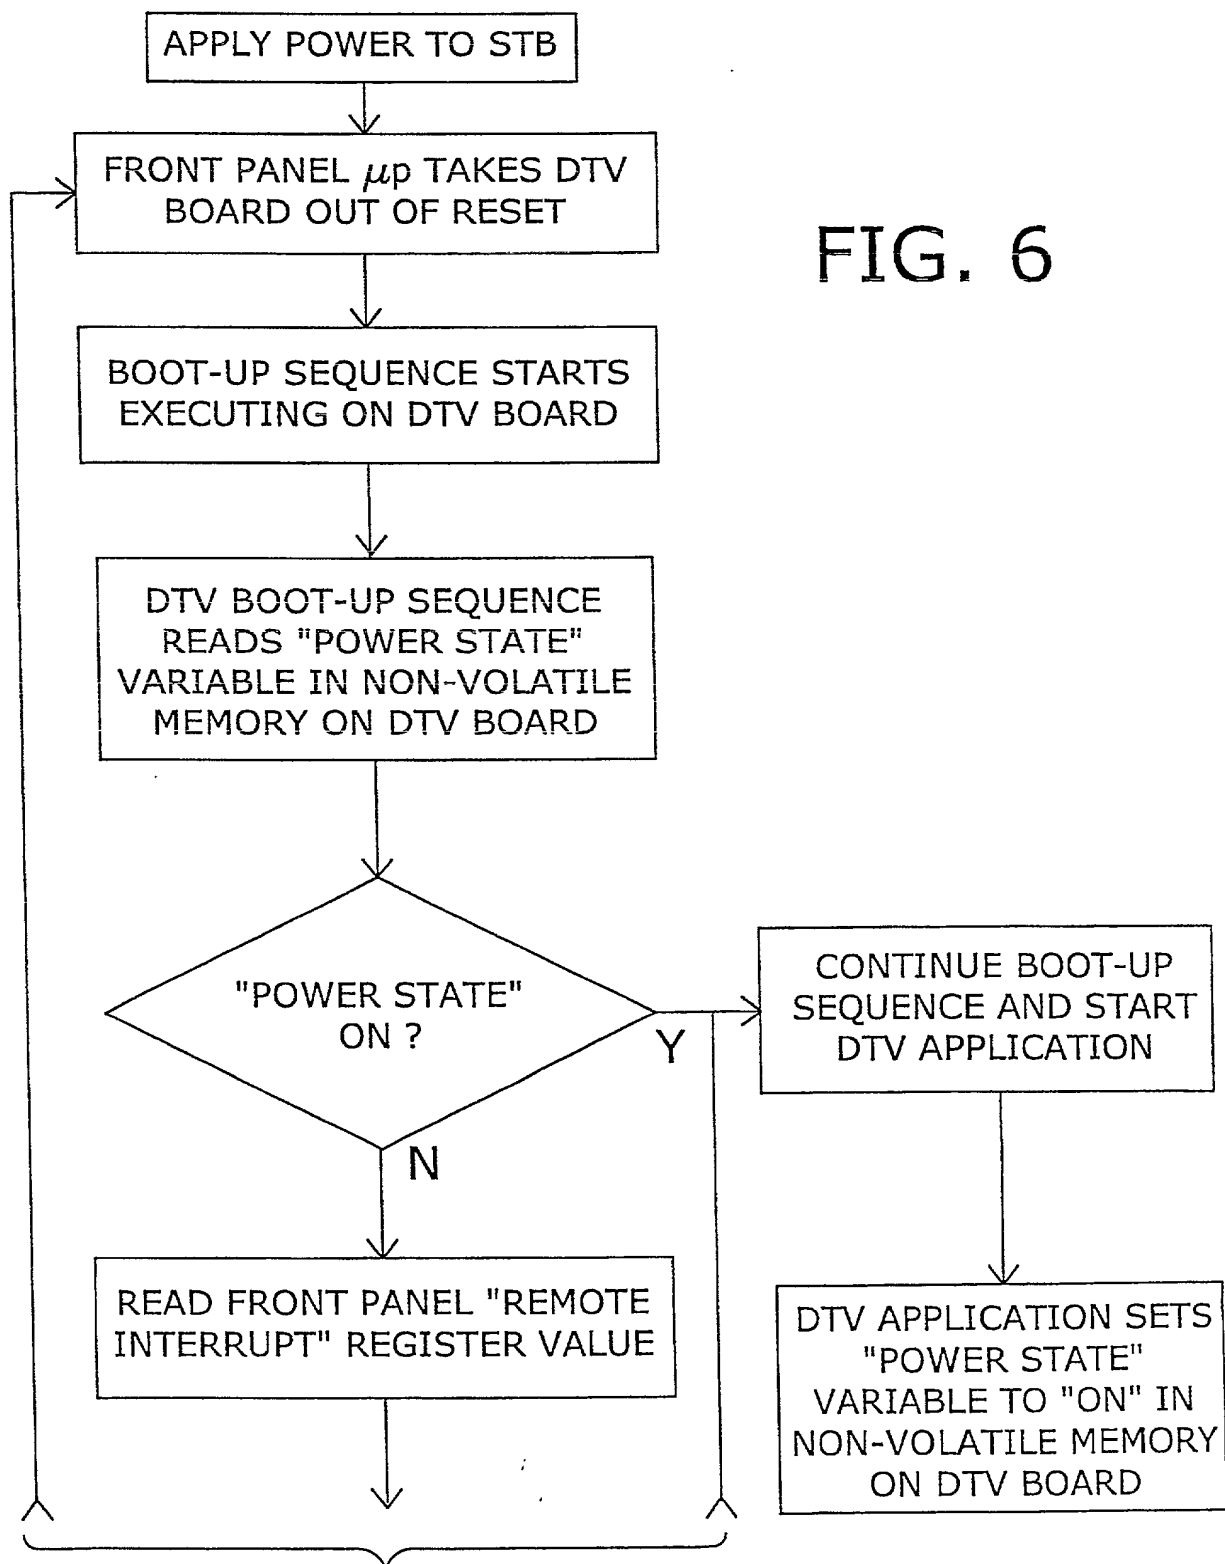 APPLY POWER TO STB
FRONT PANEL μp TAKES DTV
BOARD OUT OF RESET
FIG. 6
BOOT-UP SEQUENCE STARTS
EXECUTING ON DTV BOARD
DTV BOOT-UP SEQUENCE
READS "POWER STATE"
VARIABLE IN NON-VOLATILE
MEMORY ON DTV BOARD
"POWER STATE"
ON ?
Y
N
CONTINUE BOOT-UP
SEQUENCE AND START
DTV APPLICATION
READ FRONT PANEL "REMOTE
INTERRUPT" REGISTER VALUE
DTV APPLICATION SETS
"POWER STATE"
VARIABLE TO "ON" IN
NON-VOLATILE MEMORY
ON DTV BOARD